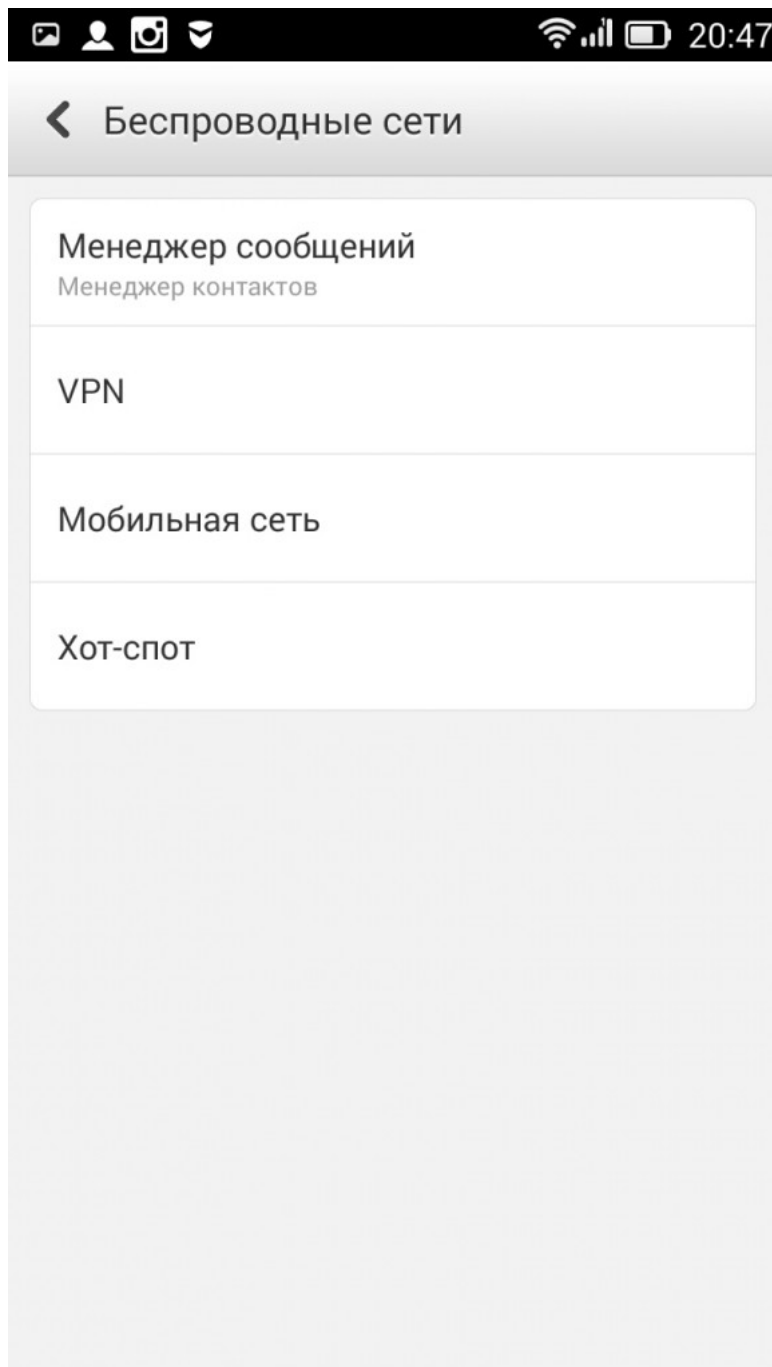 20:47
Беспроводные сети
Менеджер сообщений
Менеджер контактов
VPN
Мобильная сеть
Хот-спот